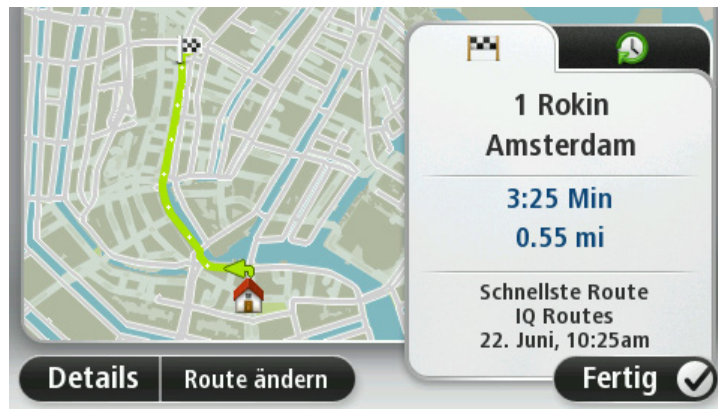 1 Rokin
Amsterdam
3:25 Min
0.55 mi
Schnellste Route
IQ Routes
22. Juni, 10:25am
Details
Route ändern
Fertig